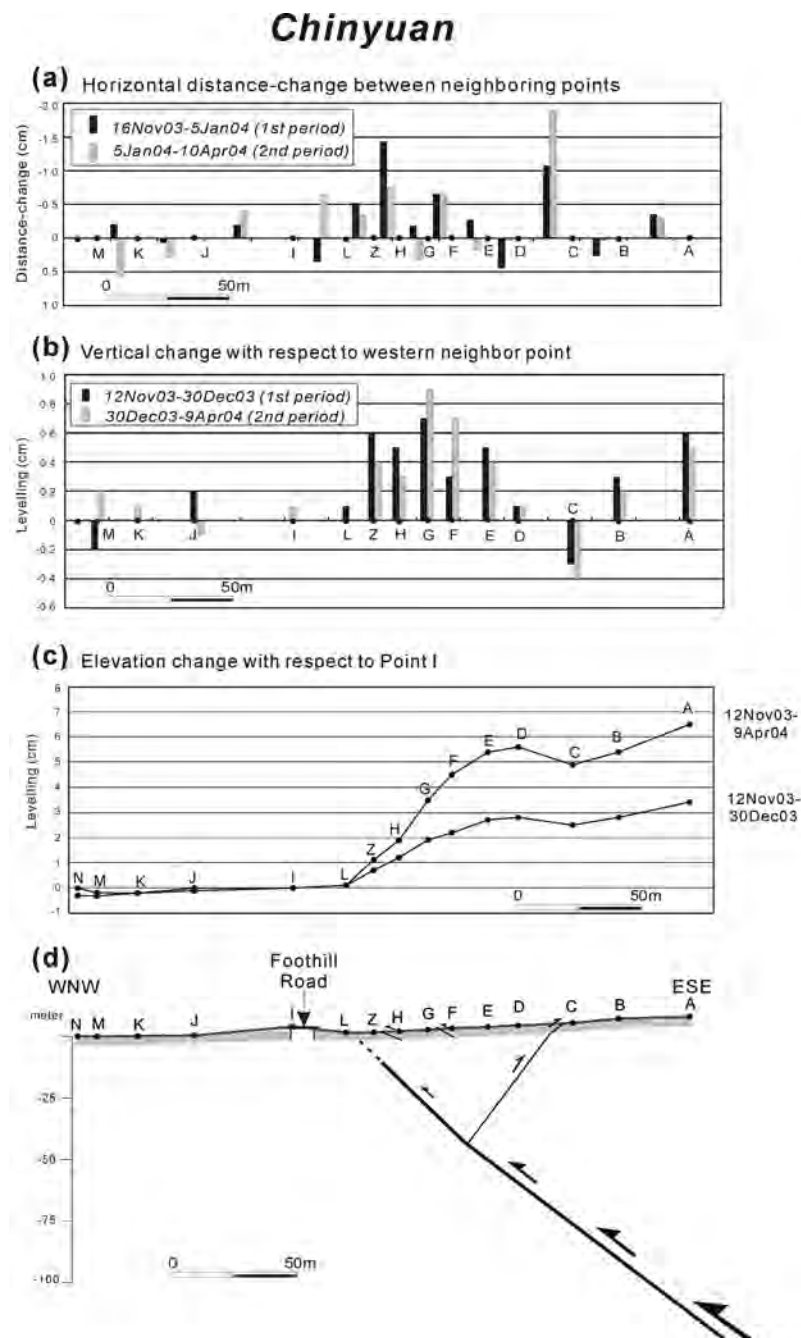 Chinyuan
(a) Horizontal distance-change between neighboring points
-2.0
-1.5
-1.0
-0.5
0
0.5
1.0
Distance-change (cm)
16Nov03-5Jan04 (1st period)
5Jan04-10Apr04 (2nd period)
M K J I L Z H G F E D C B A
0 50m
(b) Vertical change with respect to western neighbor point
1.0
0.8
0.6
0.4
0.2
0
-0.2
-0.4
-0.6
Levelling (cm)
12Nov03-30Dec03 (1st period)
30Dec03-9Apr04 (2nd period)
C
M K J I L Z H G F E D B A
0 50m
(c) Elevation change with respect to Point I
8
7
6
5
4
3
2
1
0
-1
Levelling (cm)
N M K J I L Z H G F E D C B A
12Nov03-
9Apr04
12Nov03-
30Dec03
0 50m
(d)
Foothill
Road
WNW ESE
meter
N M K J I L Z H G F E D C B A
-25
-50
-75
-100
0 50m